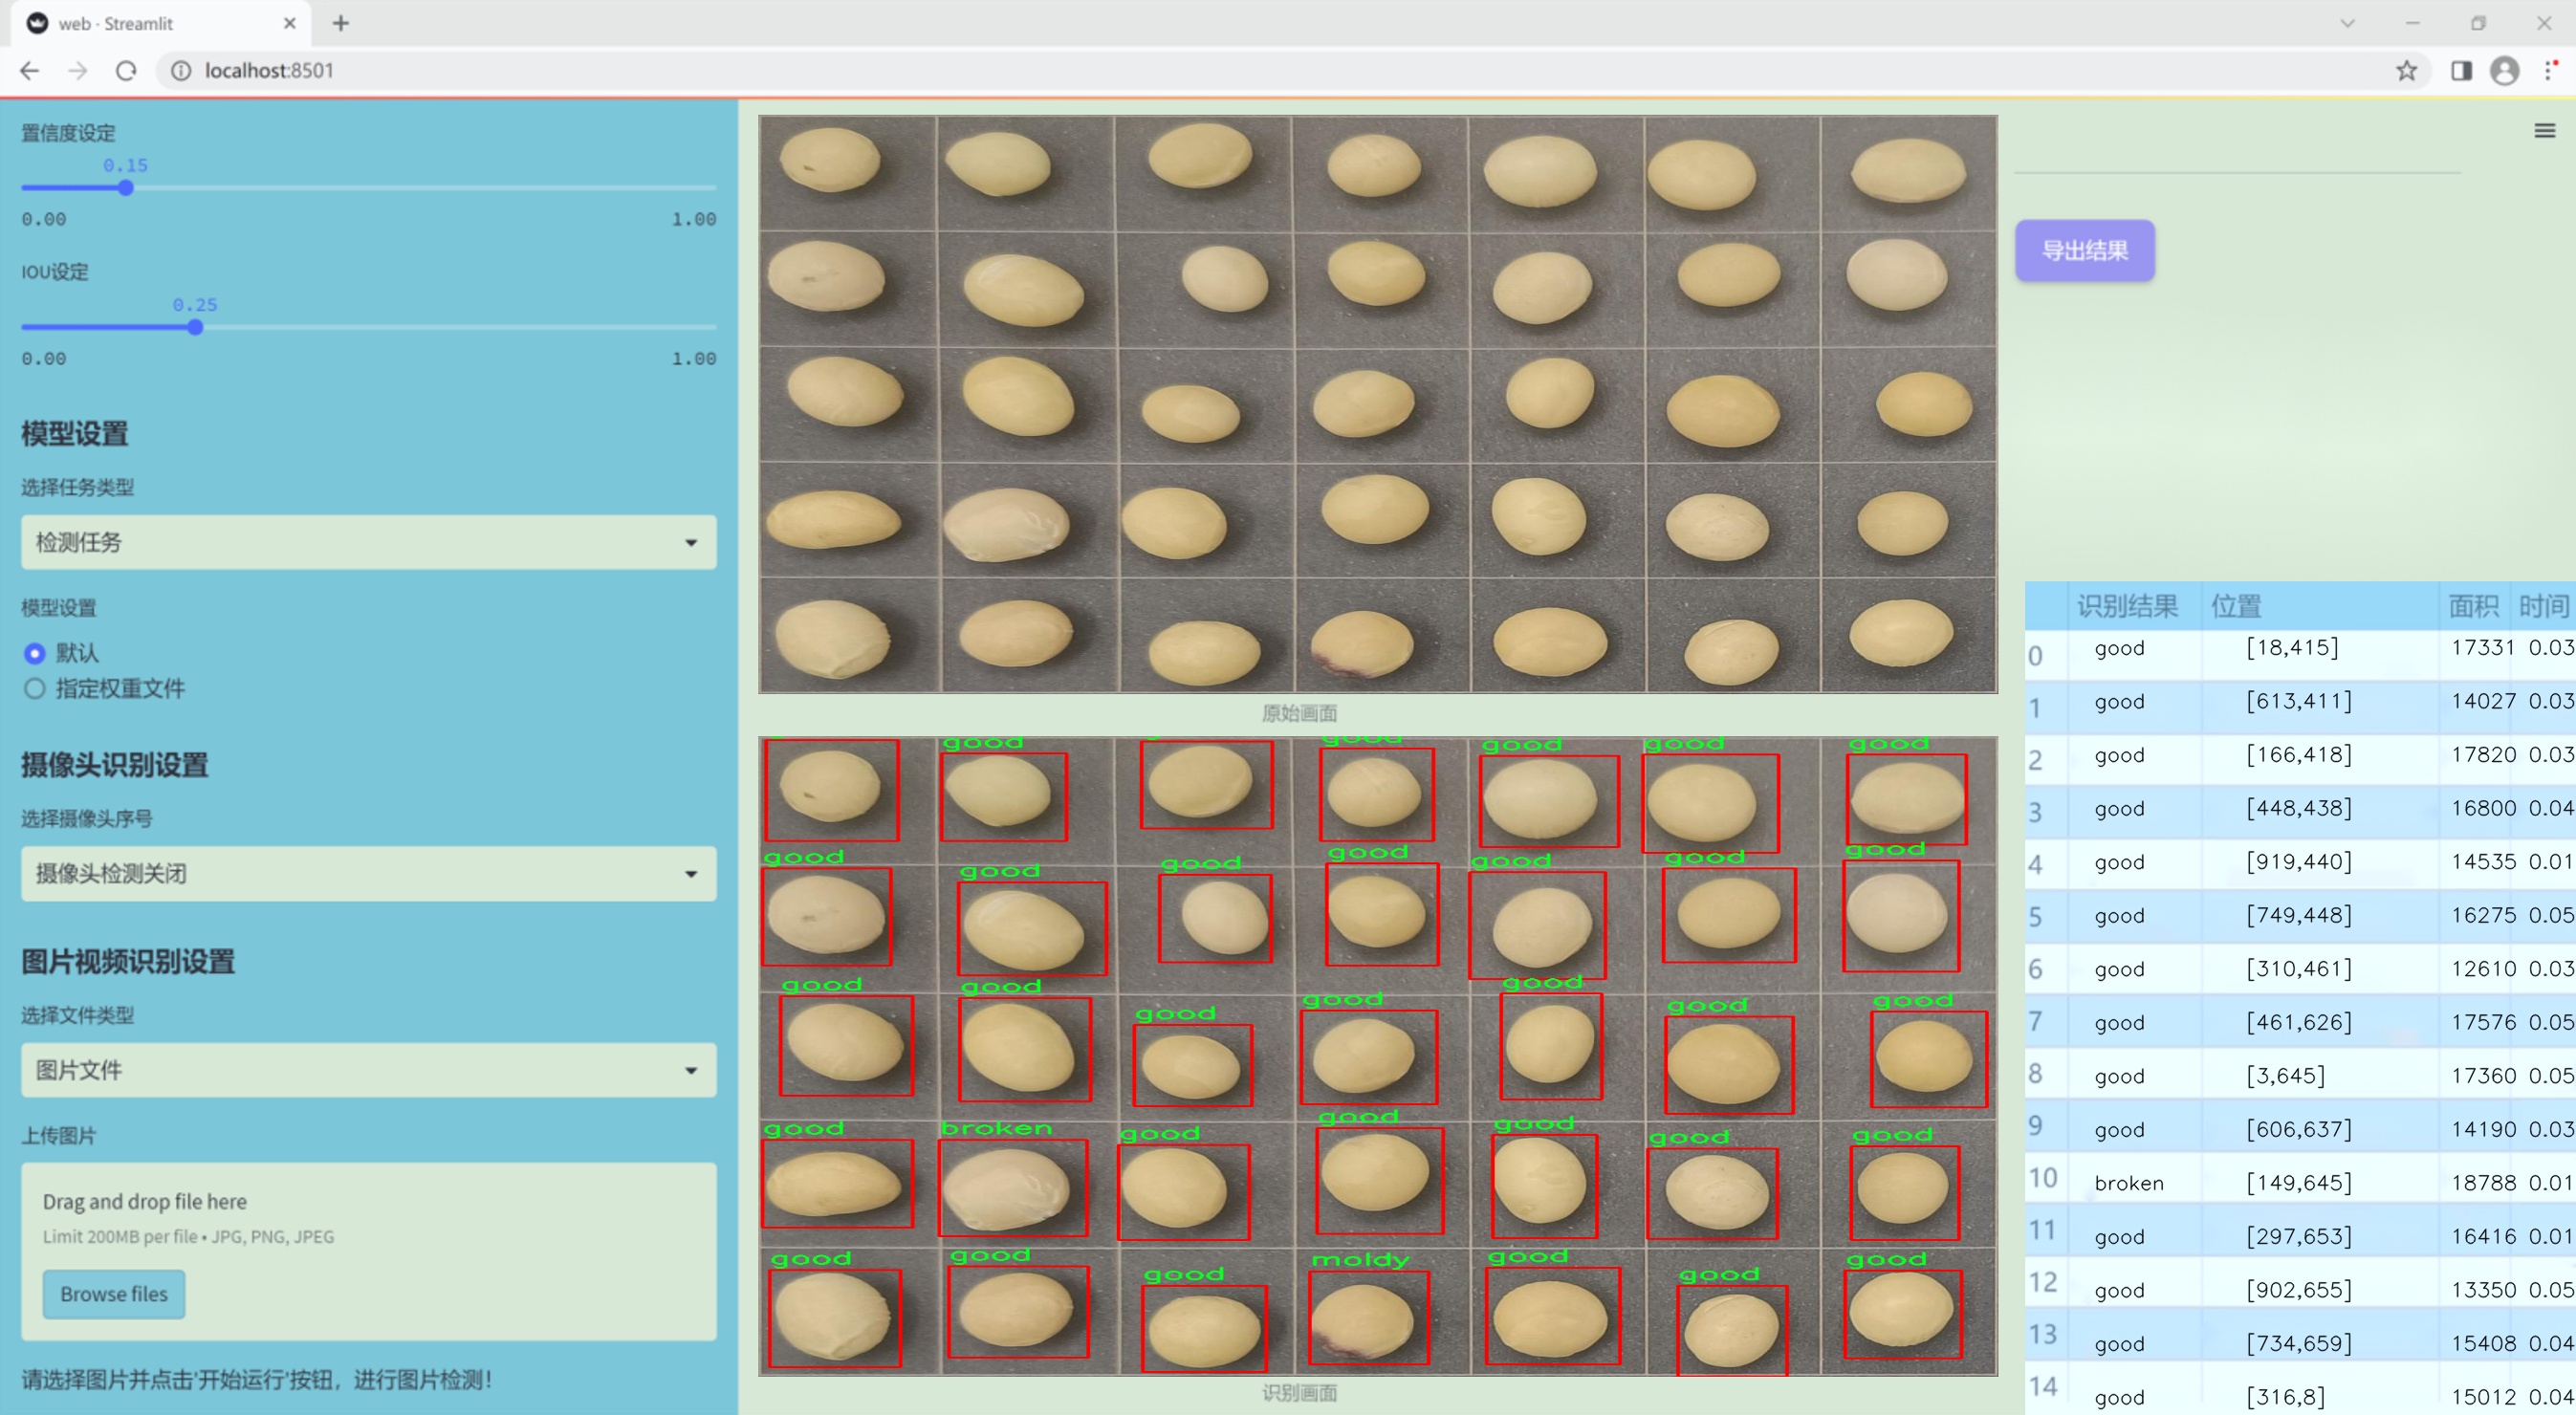 web · Streamlit
localhost:8501
置信度设定
0.15
0.00 1.00
IOU设定
0.25
0.00 1.00
模型设置
选择任务类型
检测任务
模型设置
默认
指定权重文件
摄像头识别设置
选择摄像头序号
摄像头检测关闭
图片视频识别设置
选择文件类型
图片文件
上传图片
Drag and drop file here
Limit 200MB per file • JPG, PNG, JPEG
Browse files
请选择图片并点击'开始运行'按钮，进行图片检测!
原始画面
good good good good good
good good good good good good good
good good good good good good good
good broken good good good good good
good good good moldy good good good
识别画面
导出结果
识别结果 位置 面积 时间
0 good [18,415] 17331 0.03
1 good [613,411] 14027 0.03
2 good [166,418] 17820 0.03
3 good [448,438] 16800 0.04
4 good [919,440] 14535 0.01
5 good [749,448] 16275 0.05
6 good [310,461] 12610 0.03
7 good [461,626] 17576 0.05
8 good [3,645] 17360 0.05
9 good [606,637] 14190 0.03
10 broken [149,645] 18788 0.01
11 good [297,653] 16416 0.01
12 good [902,655] 13350 0.05
13 good [734,659] 15408 0.04
14 good [316,8] 15012 0.04